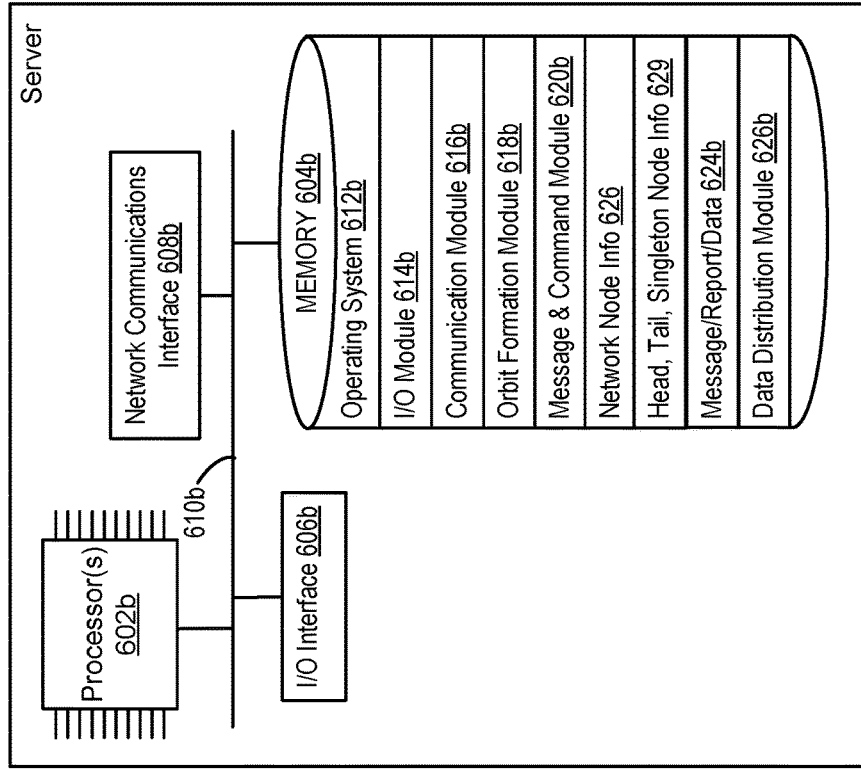 Server
Processor(s)
602b
Network Communications
Interface 608b
610b
I/O Interface 606b
MEMORY 604b
Operating System 612b
I/O Module 614b
Communication Module 616b
Orbit Formation Module 618b
Message & Command Module 620b
Network Node Info 626
Head, Tail, Singleton Node Info 629
Message/Report/Data 624b
Data Distribution Module 626b